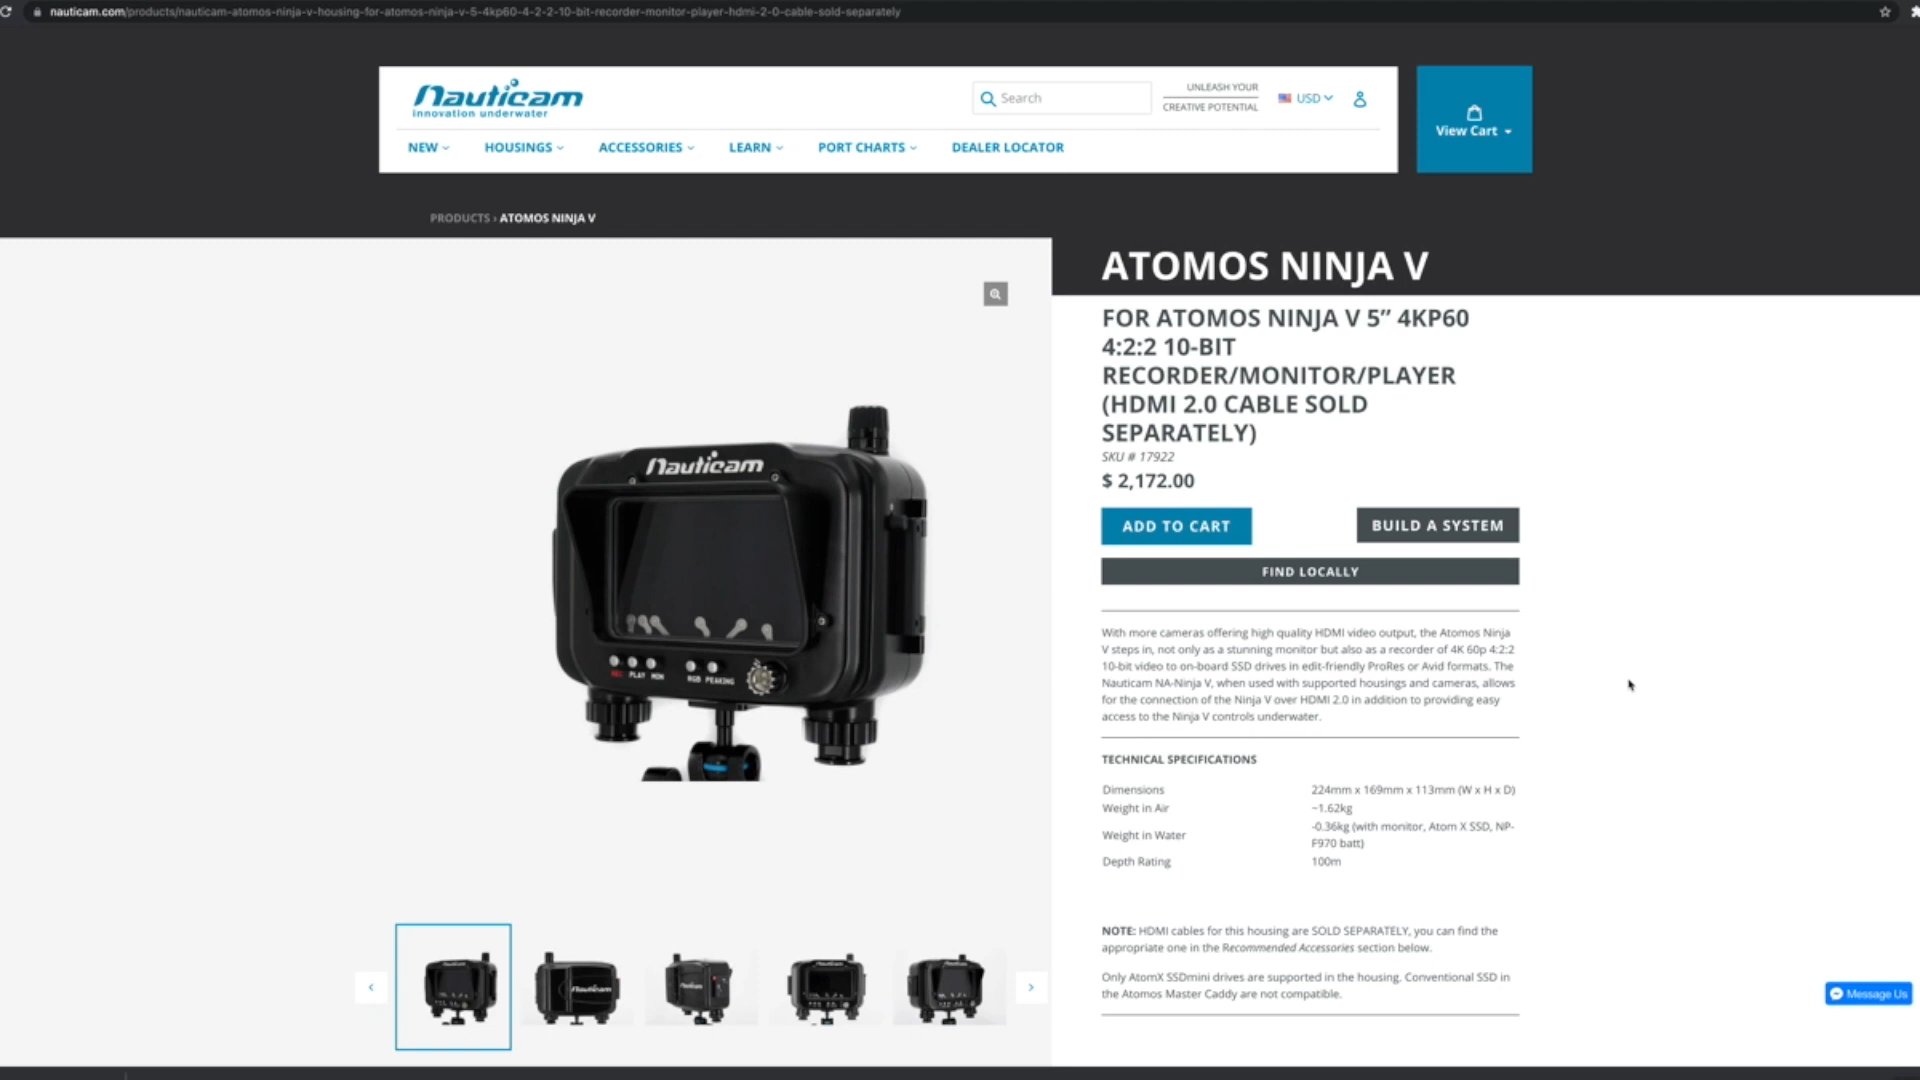 nauticam.com/products/nauticam-atomos-ninja-v-housing-for-atomos-ninja-v-5-4kp60-4-2-2-10-bit-recorder-monitor-player-hdmi-2-0-cable-sold-separately
Nauticam
innovation underwater
Search
UNLEASH YOUR
CREATIVE POTENTIAL
USD
View Cart
NEW
HOUSINGS
ACCESSORIES
LEARN
PORT CHARTS
DEALER LOCATOR
PRODUCTS › ATOMOS NINJA V
ATOMOS NINJA V
FOR ATOMOS NINJA V 5” 4KP60
4:2:2 10-BIT
RECORDER/MONITOR/PLAYER
(HDMI 2.0 CABLE SOLD
SEPARATELY)
SKU # 17922
$ 2,172.00
ADD TO CART
BUILD A SYSTEM
FIND LOCALLY
With more cameras offering high quality HDMI video output, the Atomos Ninja
V steps in, not only as a stunning monitor but also as a recorder of 4K 60p 4:2:2
10-bit video to on-board SSD drives in edit-friendly ProRes or Avid formats. The
Nauticam NA-Ninja V, when used with supported housings and cameras, allows
for the connection of the Ninja V over HDMI 2.0 in addition to providing easy
access to the Ninja V controls underwater.
TECHNICAL SPECIFICATIONS
Dimensions 224mm x 169mm x 113mm (W x H x D)
Weight in Air ~1.62kg
Weight in Water -0.36kg (with monitor, Atom X SSD, NP-
F970 batt)
Depth Rating 100m
NOTE: HDMI cables for this housing are SOLD SEPARATELY, you can find the
appropriate one in the Recommended Accessories section below.
Only AtomX SSDmini drives are supported in the housing. Conventional SSD in
the Atomos Master Caddy are not compatible.
Nauticam
REC PLAY MON RGB PEAKING
Nauticam
Nauticam
Nauticam
Nauticam
Nauticam
Message Us